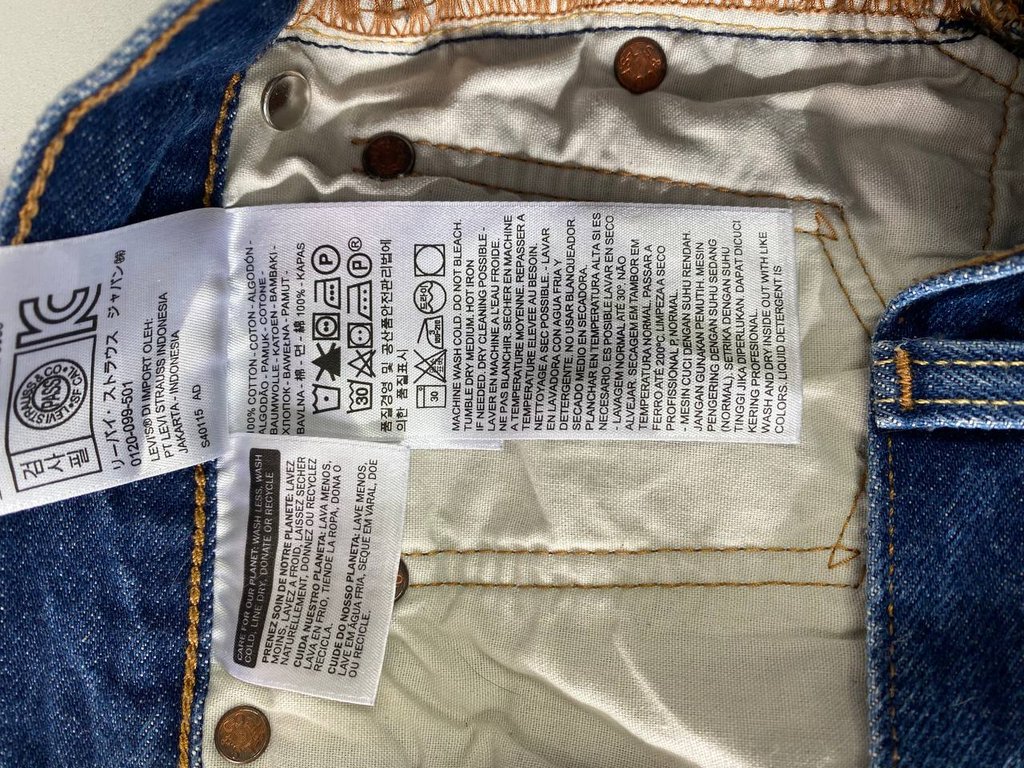 검사필
LEVI STRAUSS & CO
PASS
リーバイ・ストラウス ジャパン㈱
0120-099-501
LEVI'S® DI IMPORT OLEH:
PT LEVI STRAUSS INDONESIA
JAKARTA - INDONESIA
S40115 AD
100% COTTON - COTON - ALGODON -
ALGODÃO - PAMUK - COTONE -
BAUMWOLLE - KATUN - BAMBAKI -
ХЛОПОК - BAWEŁNA - PAMUT -
BAVLNA - 棉 - 면 - 綿 100% - KAPAS
30
품질경영 및 공산품안전관리법에
의한 품질표시
30
MACHINE WASH COLD. DO NOT BLEACH.
TUMBLE DRY MEDIUM. HOT IRON
IF NEEDED. DRY CLEANING POSSIBLE -
LAVER EN MACHINE A L'EAU FROIDE.
NE PAS BLANCHIR. SECHER EN MACHINE
A TEMPERATURE MOYENNE. REPASSER A
TEMPERATURE ELEVEE AU BESOIN.
NETTOYAGE A SEC POSSIBLE. - LAVAR
EN LAVADORA CON AGUA FRIA Y
DETERGENTE. NO USAR BLANQUEADOR.
SECADO MEDIO EN SECADORA.
PLANCHAR EN TEMPERATURA ALTA SI ES
NECESARIO. ES POSIBLE LAVAR EN SECO
- LAVAGEM NORMAL ATÉ 30º. NÃO
ALVEJAR. SECAGEM EM TAMBOR EM
TEMPERATURA NORMAL. PASSAR A
FERRO ATÉ 200ºC. LIMPEZA A SECO
PROFISSIONAL P, NORMAL.
- MESIN CUCI DENGAN SUHU RENDAH.
JANGAN GUNAKAN PEMUTIH. MESIN
PENGERING DENGAN SUHU SEDANG
(NORMAL). SETRIKA DENGAN SUHU
TINGGI JIKA DIPERLUKAN. DAPAT DICUCI
KERING PROFESIONAL.
WASH AND DRY INSIDE OUT WITH LIKE
COLORS. LIQUID DETERGENT IS
CARE FOR OUR PLANET: WASH LESS, WASH
COLD, LINE DRY, DONATE OR RECYCLE
PRENEZ SOIN DE NOTRE PLANETE: LAVEZ
MOINS, LAVEZ A FROID, LAISSEZ SECHER
NATURELLEMENT, DONNEZ OU RECYCLEZ
CUIDA NUESTRO PLANETA: LAVA MENOS,
LAVA EN FRIO, TIENDE LA ROPA, DONA O
RECICLA.
CUIDE DO NOSSO PLANETA: LAVE MENOS,
LAVE EM ÁGUA FRIA, SEQUE EM VARAL, DOE
OU RECICLE.